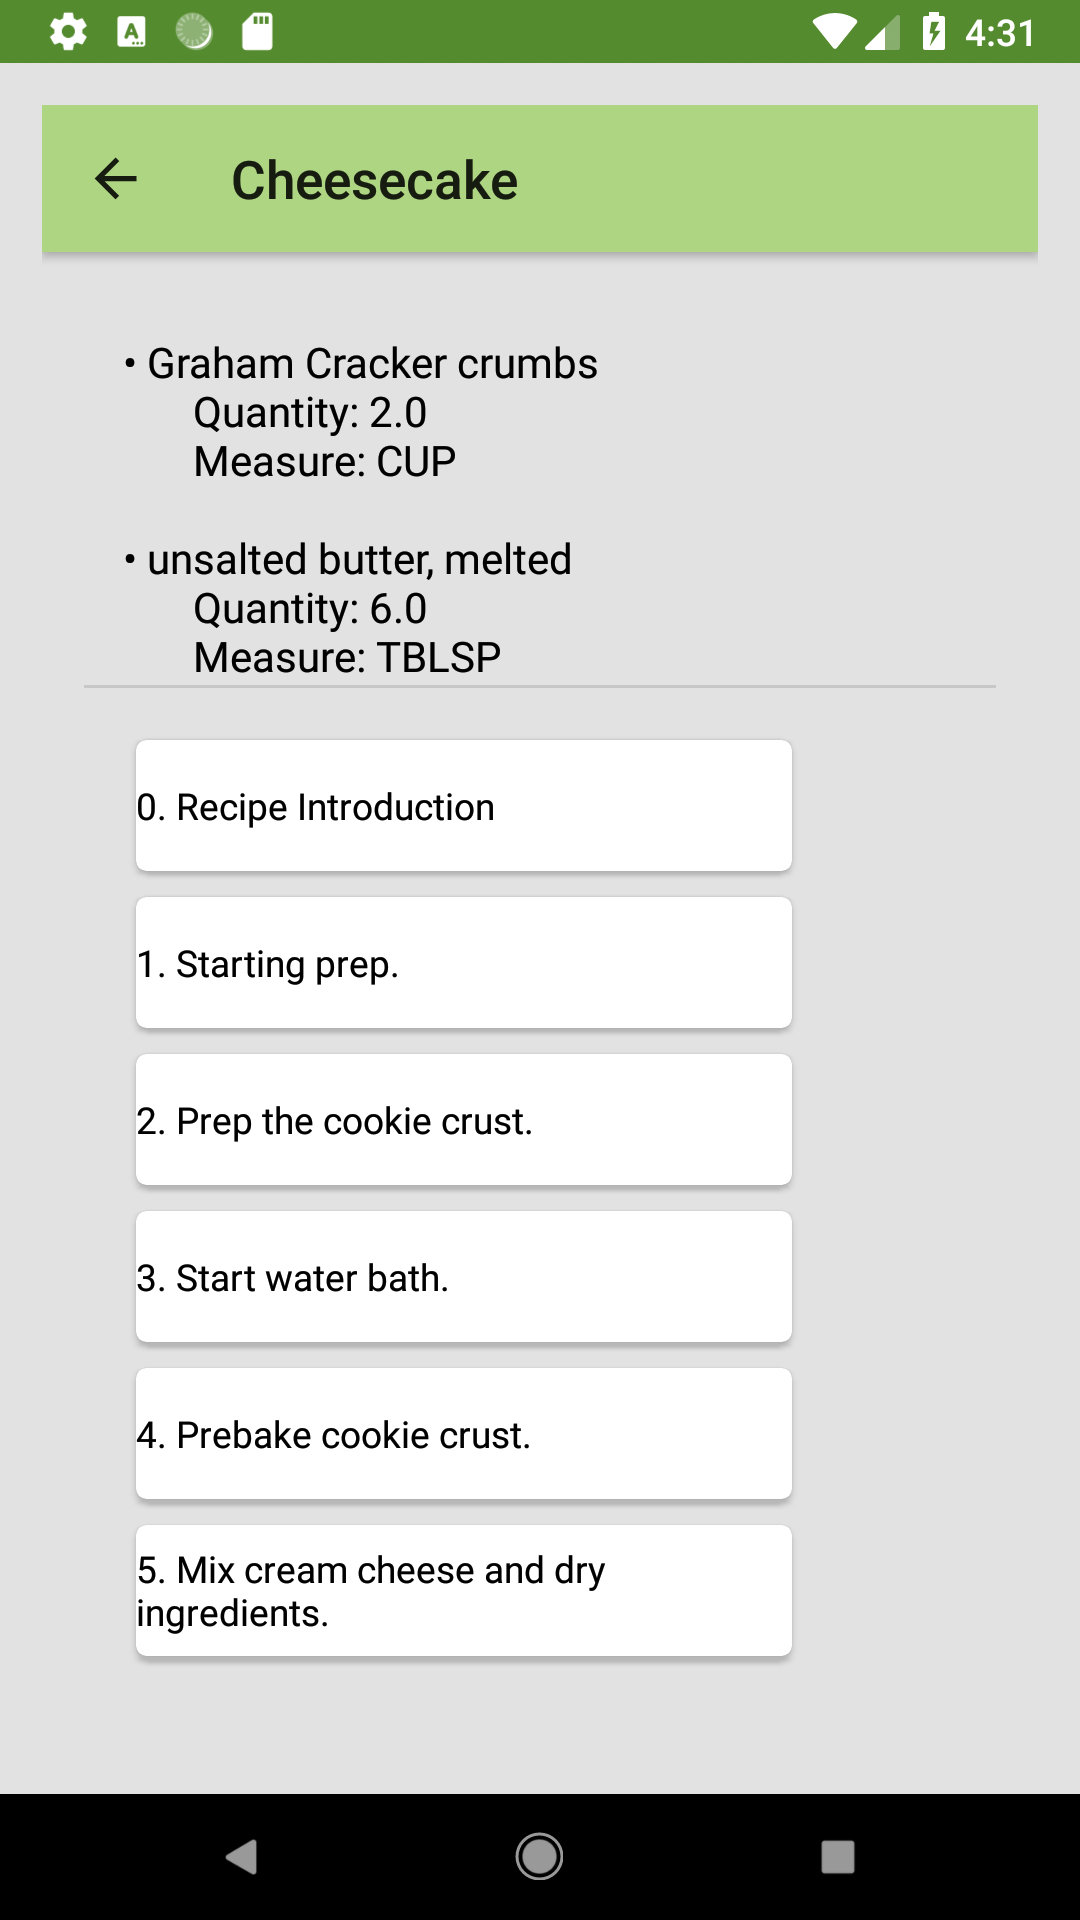 4:31
Cheesecake
• Graham Cracker crumbs
Quantity: 2.0
Measure: CUP
• unsalted butter, melted
Quantity: 6.0
Measure: TBLSP
0. Recipe Introduction
1. Starting prep.
2. Prep the cookie crust.
3. Start water bath.
4. Prebake cookie crust.
5. Mix cream cheese and dry
ingredients.